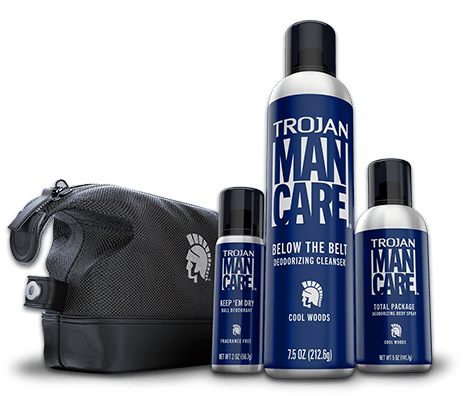 TROJAN
MAN
CARE
KEEP 'EM DRY
BALL DEODORANT
FRAGRANCE FREE
NET WT 2 OZ (56.7g)
TROJAN
MAN
CARE
BELOW THE BELT
DEODORIZING CLEANSER
COOL WOODS
7.5 OZ (212.6g)
TROJAN
MAN
CARE
TOTAL PACKAGE
DEODORIZING BODY SPRAY
COOL WOODS
NET WT 5 OZ (141.7g)